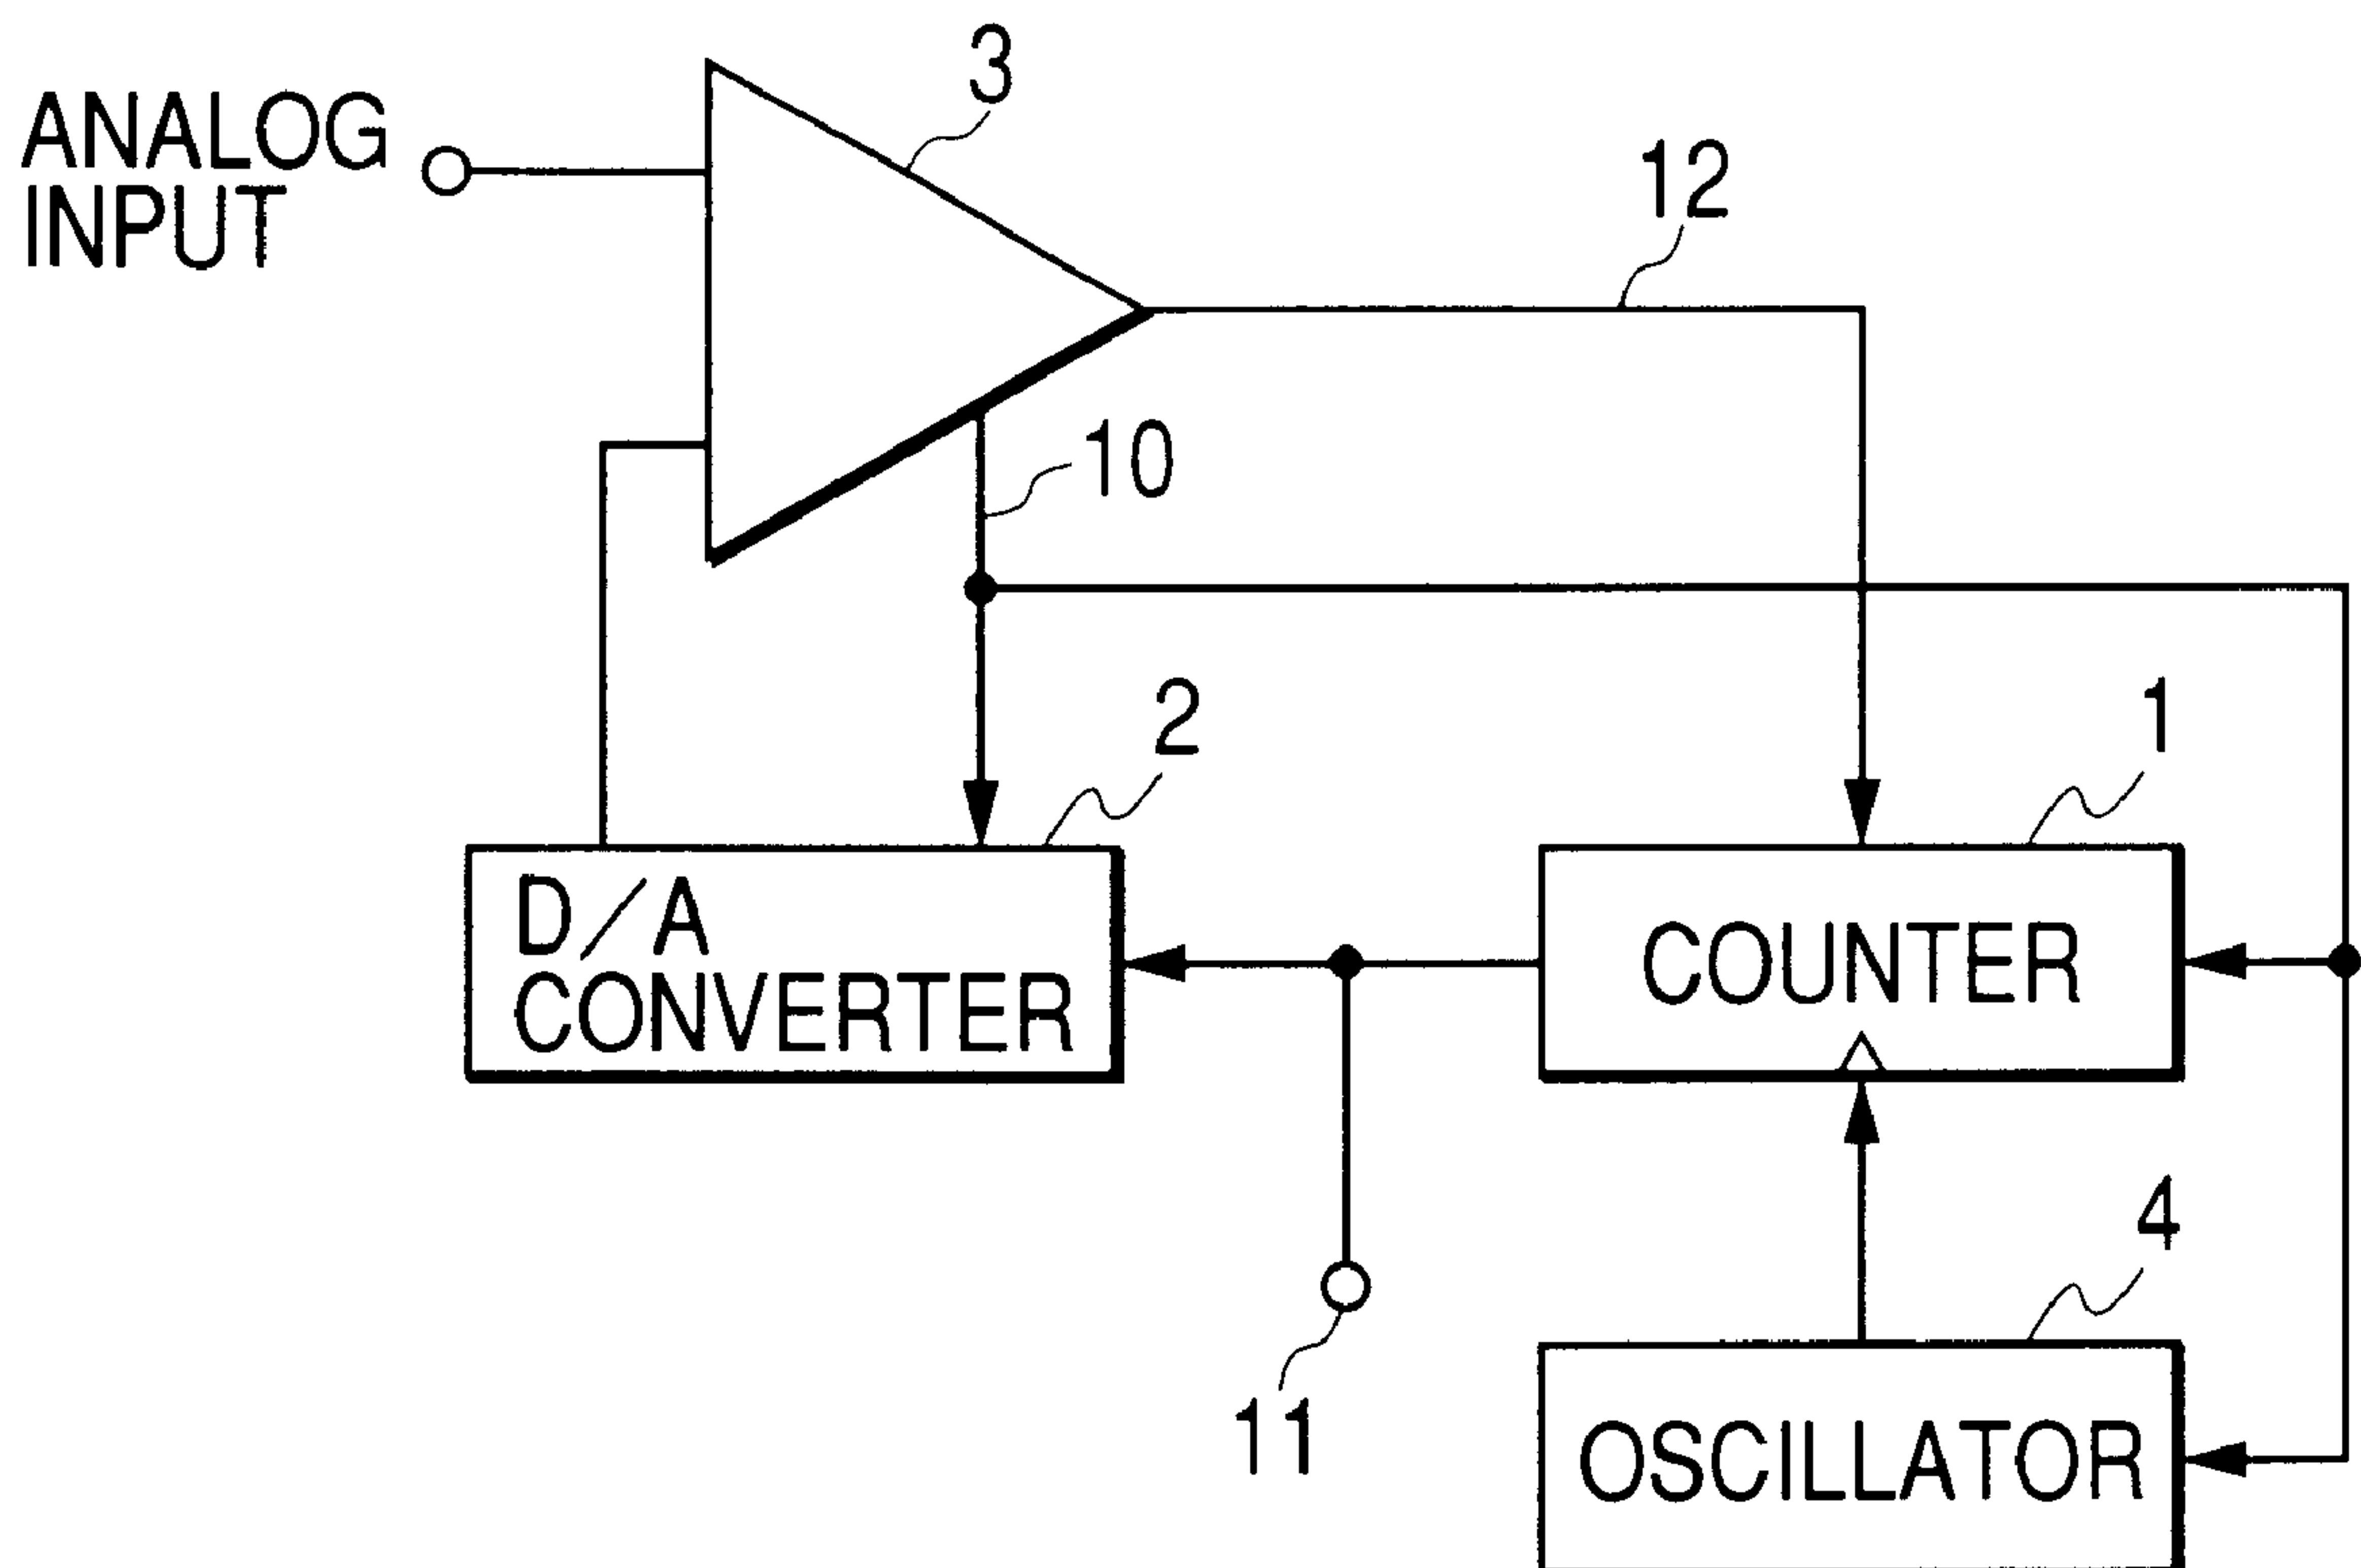 3
ANALOG
INPUT
12
10
2
1
D/A
CONVERTER
COUNTER
4
11
OSCILLATOR